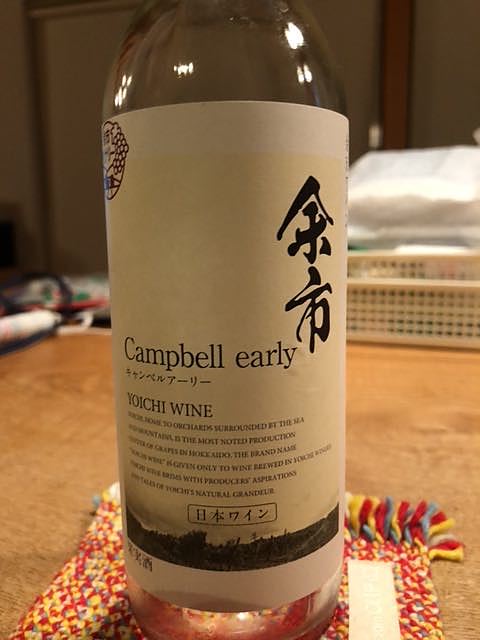 余市
Campbell early
キャンベルアーリー
YOICHI WINE
YOICHI, HOME TO ORCHARDS SURROUNDED BY THE SEA
AND MOUNTAINS, IS THE MOST NOTED PRODUCTION
CENTER OF GRAPES IN HOKKAIDO. THE BRAND NAME
"YOICHI WINE" IS GIVEN ONLY TO WINE BREWED IN YOICHI WINERY
YOICHI WINE BRIMS WITH PRODUCERS' ASPIRATIONS
AND TALES OF YOICHI'S NATURAL GRANDEUR.
日本ワイン
果実酒